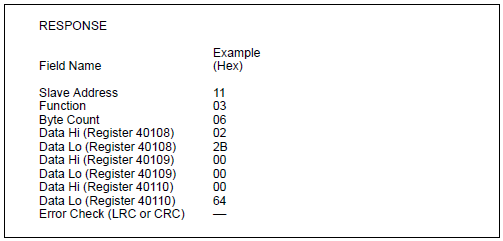 RESPONSE
Example
Field Name (Hex)
Slave Address 11
Function 03
Byte Count 06
Data Hi (Register 40108) 02
Data Lo (Register 40108) 2B
Data Hi (Register 40109) 00
Data Lo (Register 40109) 00
Data Hi (Register 40110) 00
Data Lo (Register 40110) 64
Error Check (LRC or CRC) —